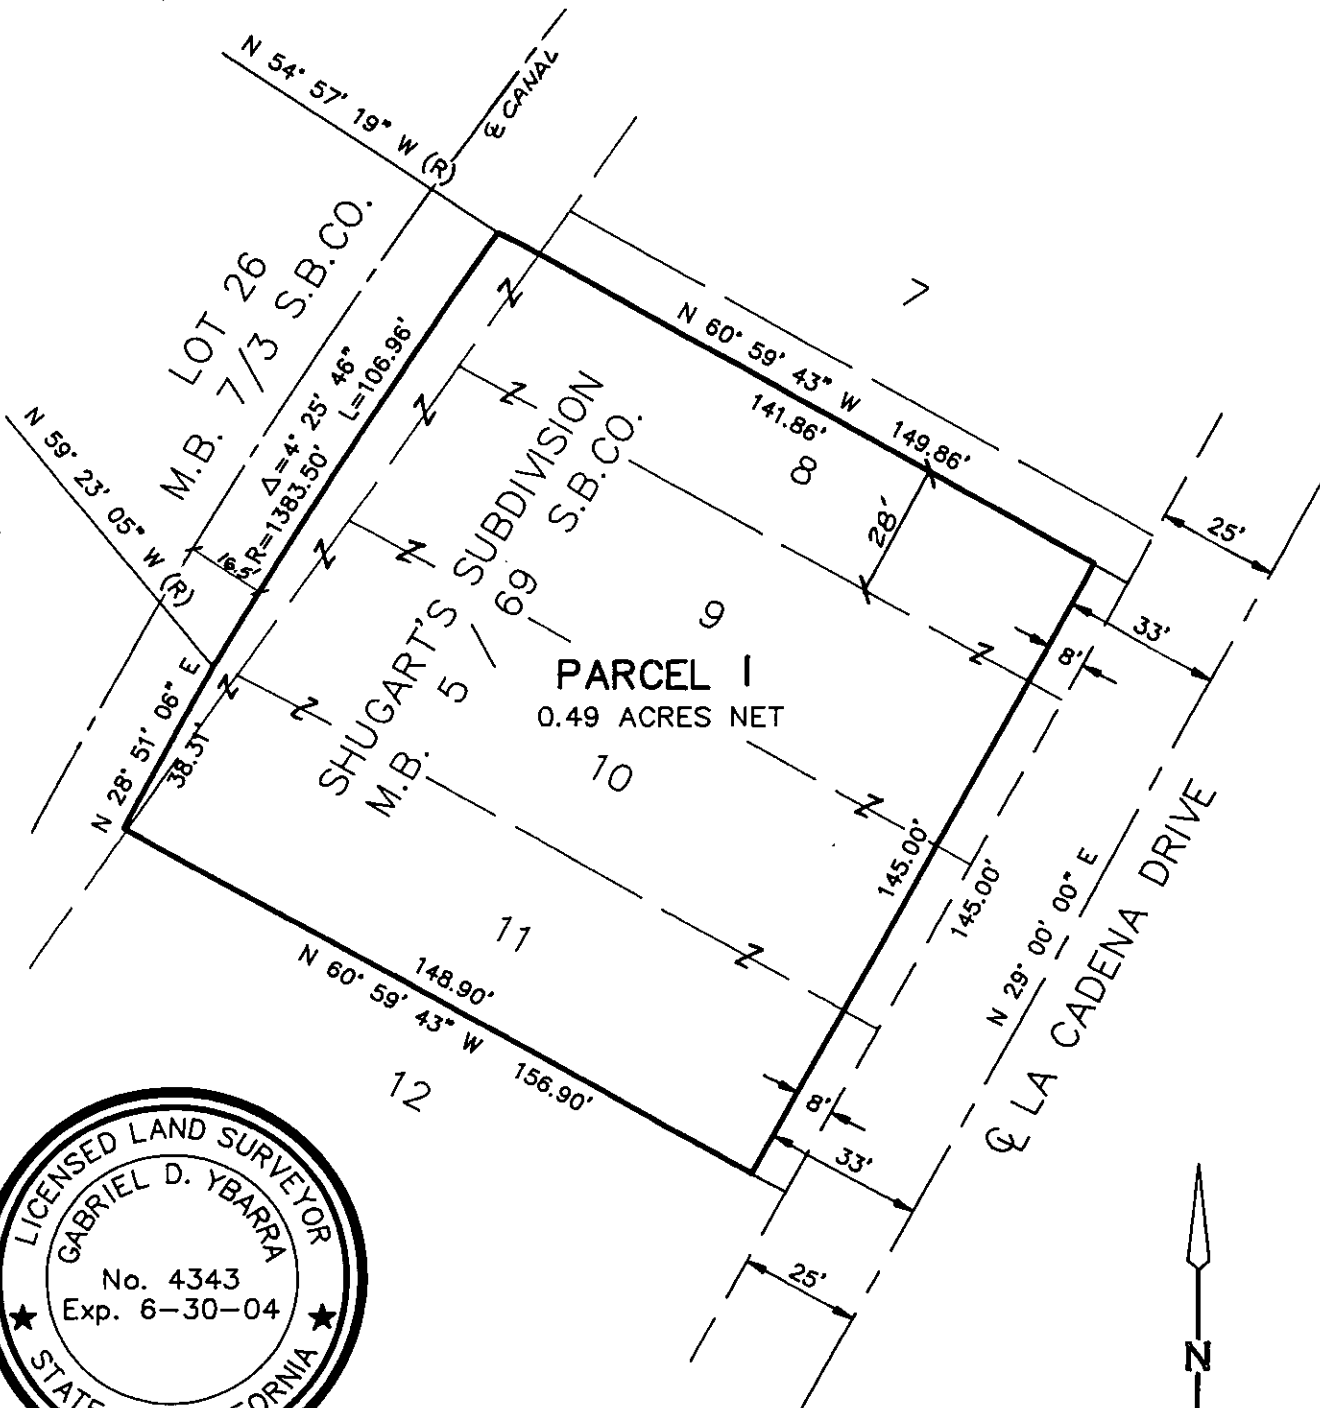 N 54° 57' 19" W (R)
℄ CANAL
LOT 26
M.B. 7/3 S.B.CO.
Δ=4° 25' 46"
R=1383.50' L=106.96'
16.5'
N 59° 23' 05" W (R)
N 28° 51' 06" E
38.31'
7
N 60° 59' 43" W 149.86'
141.86'
8
28'
25'
33'
8'
SHUGART'S SUBDIVISION
M.B. 5 / 69 S.B.CO.
9
PARCEL 1
0.49 ACRES NET
10
145.00'
145.00'
N 29° 00' 00" E
℄ LA CADENA DRIVE
11
148.90'
N 60° 59' 43" W 156.90'
12
8'
33'
25'
LICENSED LAND SURVEYOR
GABRIEL D. YBARRA
No. 4343
Exp. 6-30-04
N